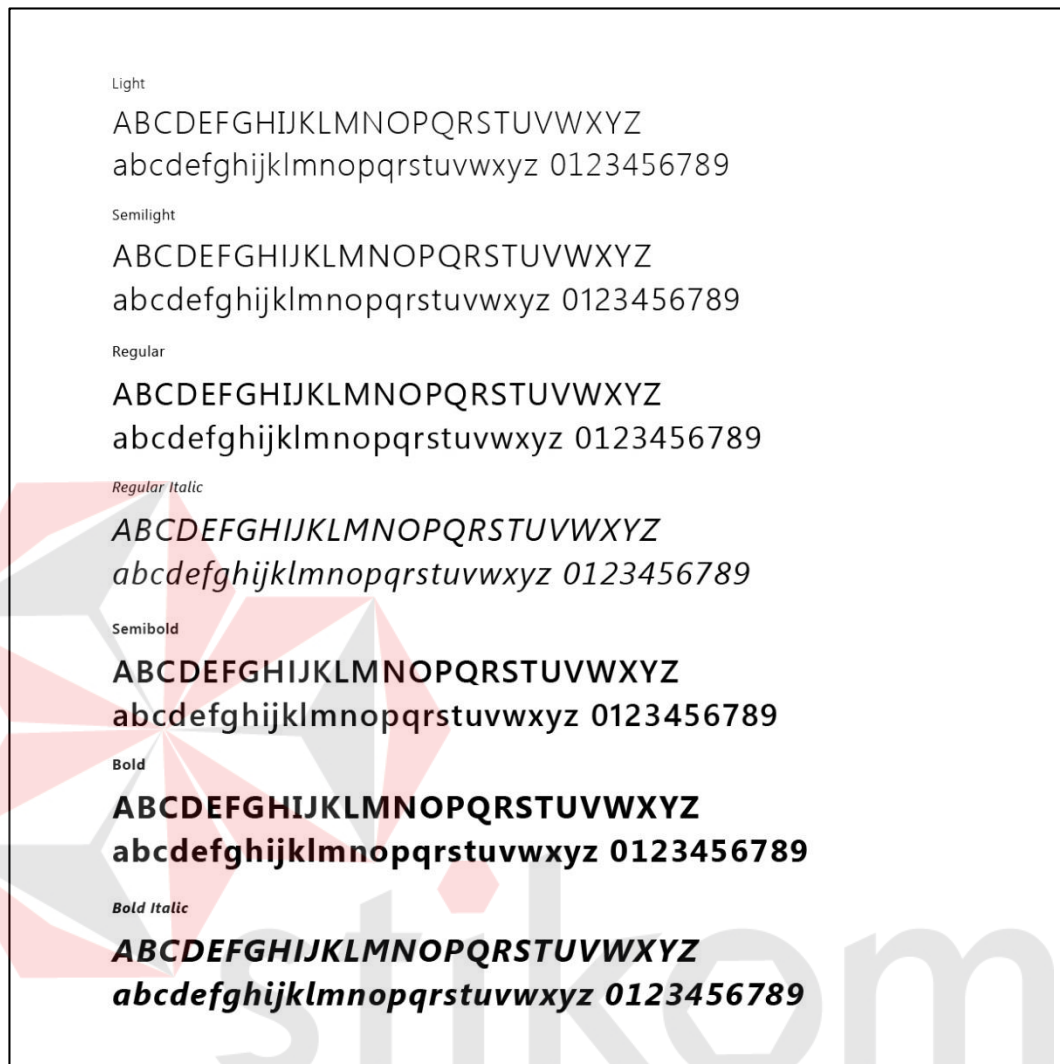 Light
ABCDEFGHIJKLMNOPQRSTUVWXYZ
abcdefghijklmnopqrstuvwxyz 0123456789
Semilight
ABCDEFGHIJKLMNOPQRSTUVWXYZ
abcdefghijklmnopqrstuvwxyz 0123456789
Regular
ABCDEFGHIJKLMNOPQRSTUVWXYZ
abcdefghijklmnopqrstuvwxyz 0123456789
Regular Italic
ABCDEFGHIJKLMNOPQRSTUVWXYZ
abcdefghijklmnopqrstuvwxyz 0123456789
Semibold
ABCDEFGHIJKLMNOPQRSTUVWXYZ
abcdefghijklmnopqrstuvwxyz 0123456789
Bold
ABCDEFGHIJKLMNOPQRSTUVWXYZ
abcdefghijklmnopqrstuvwxyz 0123456789
Bold Italic
ABCDEFGHIJKLMNOPQRSTUVWXYZ
abcdefghijklmnopqrstuvwxyz 0123456789
stikom